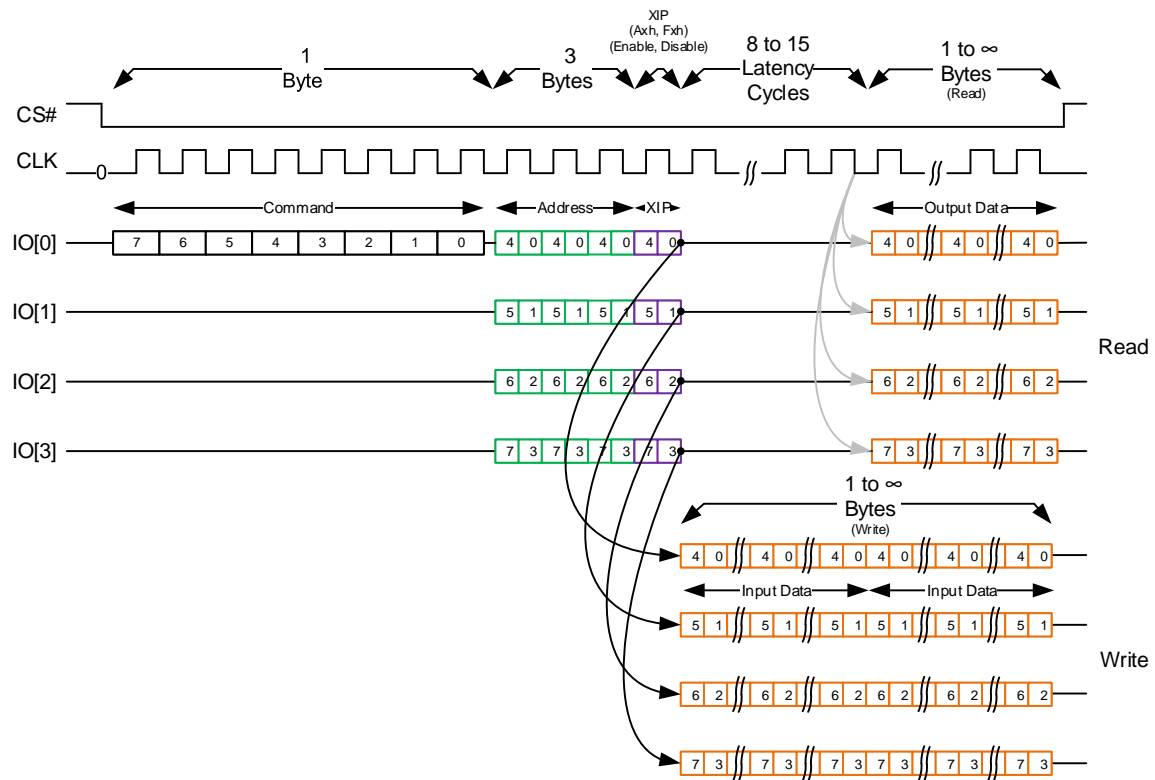 XIP
(Axh, Fxh)
(Enable, Disable)
1
Byte
3
Bytes
8 to 15
Latency
Cycles
1 to ∞
Bytes
(Read)
CS#
CLK
0
Command
Address
XIP
Output Data
IO[0]
7 6 5 4 3 2 1 0 4 0 4 0 4 0 4 0 4 0 4 0 4 0
IO[1]
5 1 5 1 5 1 5 1 5 1 5 1 5 1
Read
IO[2]
6 2 6 2 6 2 6 2 6 2 6 2 6 2
IO[3]
7 3 7 3 7 3 7 3 7 3 7 3 7 3
1 to ∞
Bytes
(Write)
4 0 4 0 4 0 4 0 4 0 4 0
Input Data Input Data
5 1 5 1 5 1 5 1 5 1 5 1
Write
6 2 6 2 6 2 6 2 6 2 6 2
7 3 7 3 7 3 7 3 7 3 7 3